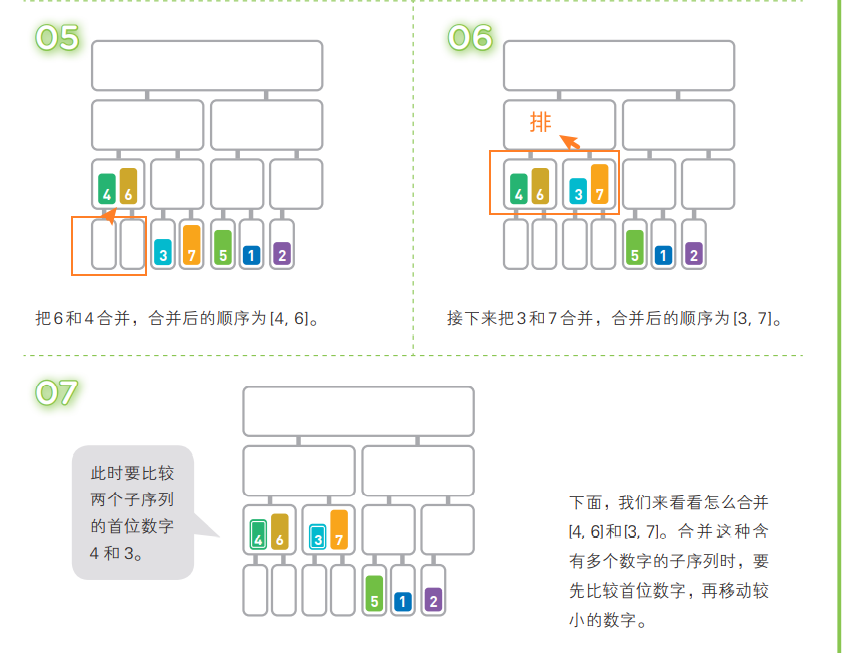 05
4 6
3 7 5 1 2
把6和4合并，合并后的顺序为[4, 6]。
06
排
4 6 3 7
5 1 2
接下来把3和7合并，合并后的顺序为[3, 7]。
07
此时要比较
两个子序列
的首位数字
4 和 3。
4 6 3 7
5 1 2
下面，我们来看看怎么合并
[4, 6]和[3, 7]。合并这种含
有多个数字的子序列时，要
先比较首位数字，再移动较
小的数字。